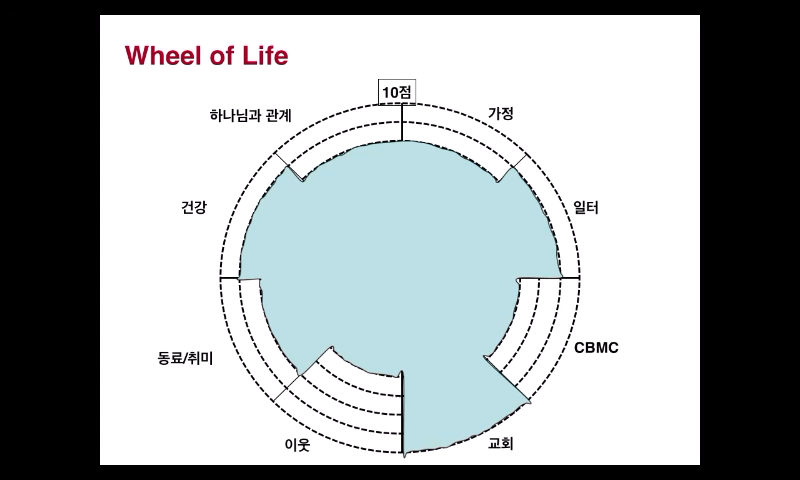 Wheel of Life
10점
하나님과 관계
가정
건강
일터
동료/취미
CBMC
이웃
교회